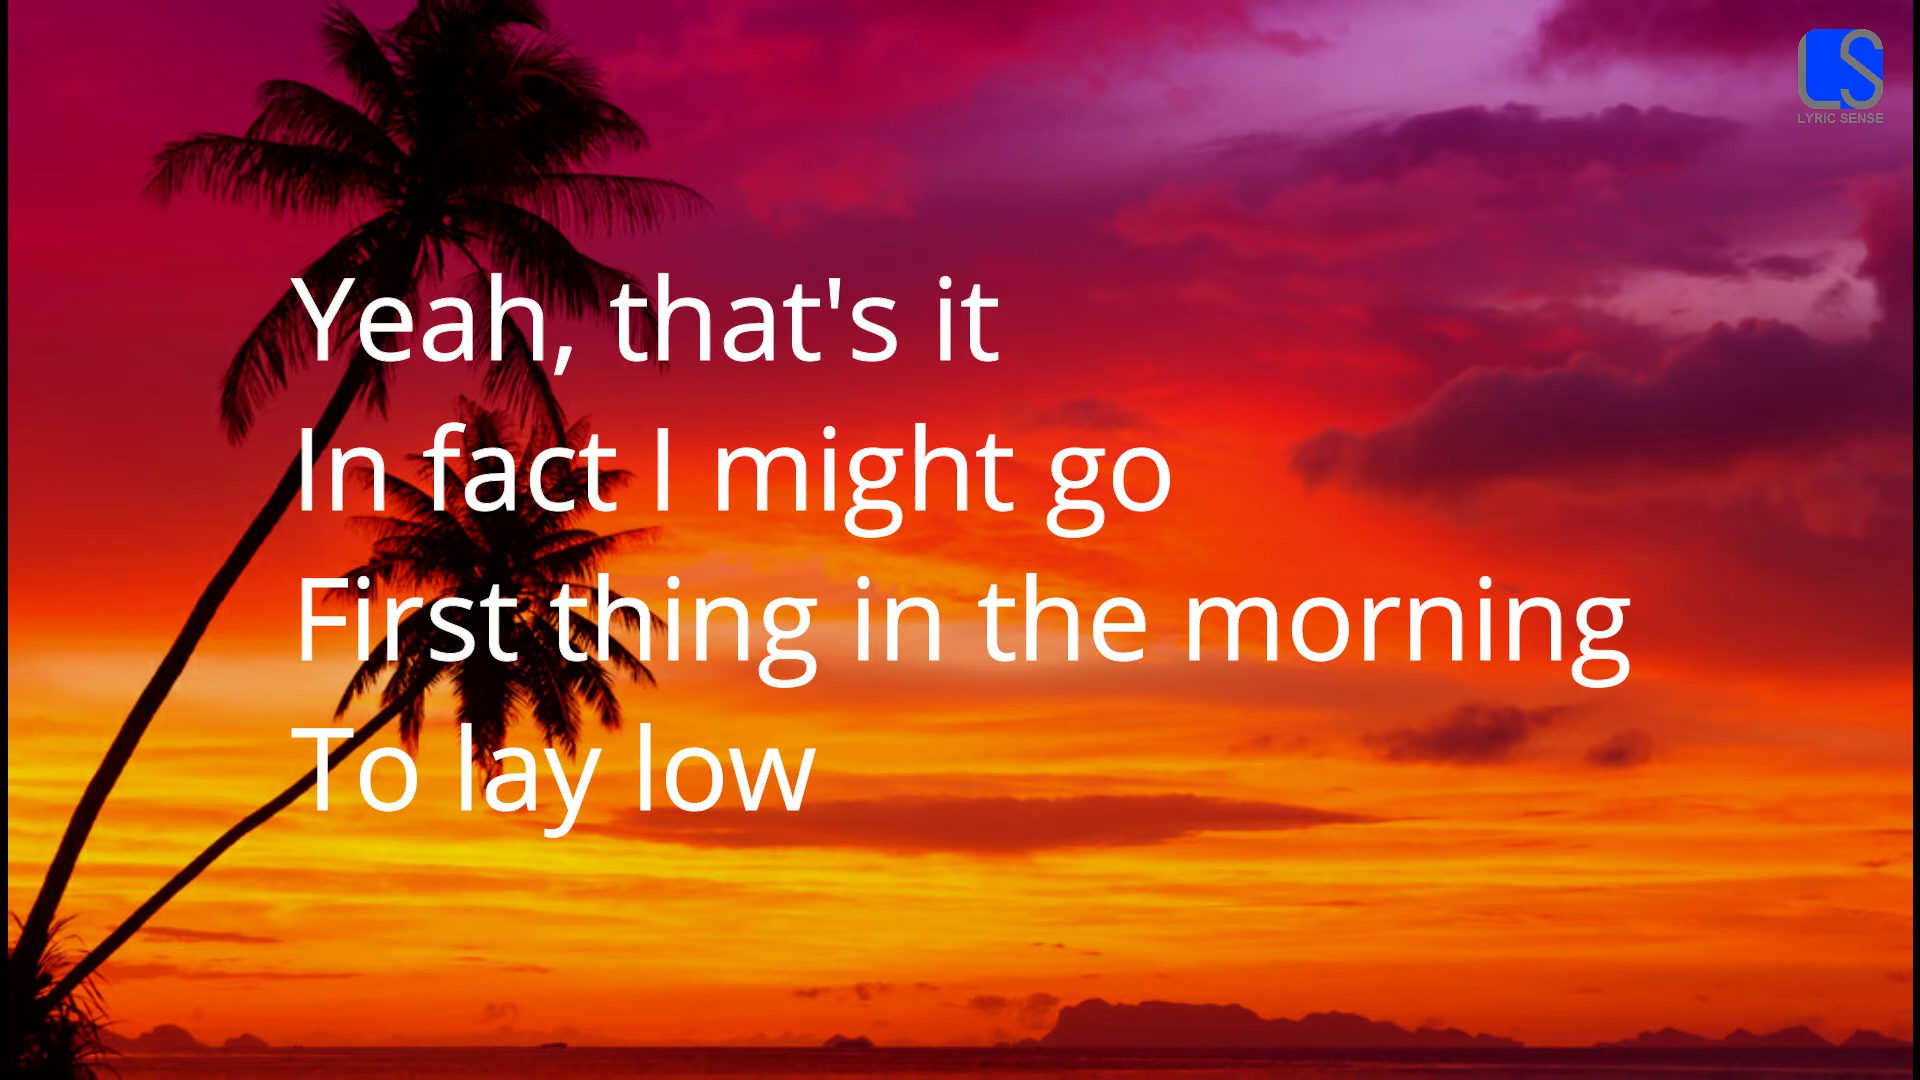 LYRIC SENSE
Yeah, that's it
In fact I might go
First thing in the morning
To lay low